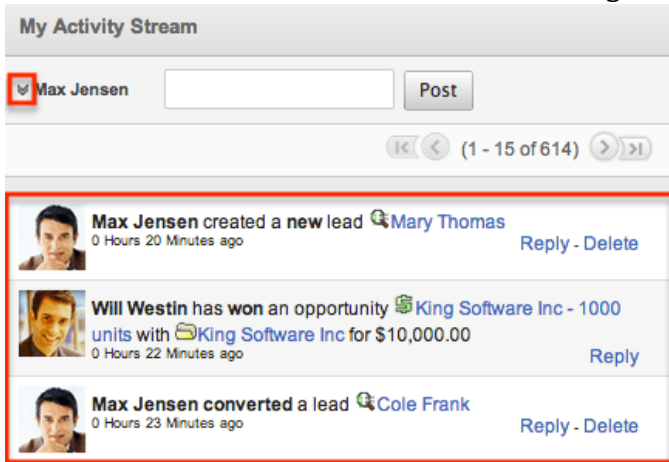 My Activity Stream
Max Jensen Post
(1 - 15 of 614)
Max Jensen created a new lead Mary Thomas
0 Hours 20 Minutes ago
Reply - Delete
Will Westin has won an opportunity King Software Inc - 1000
units with King Software Inc for $10,000.00
0 Hours 22 Minutes ago
Reply
Max Jensen converted a lead Cole Frank
0 Hours 23 Minutes ago
Reply - Delete